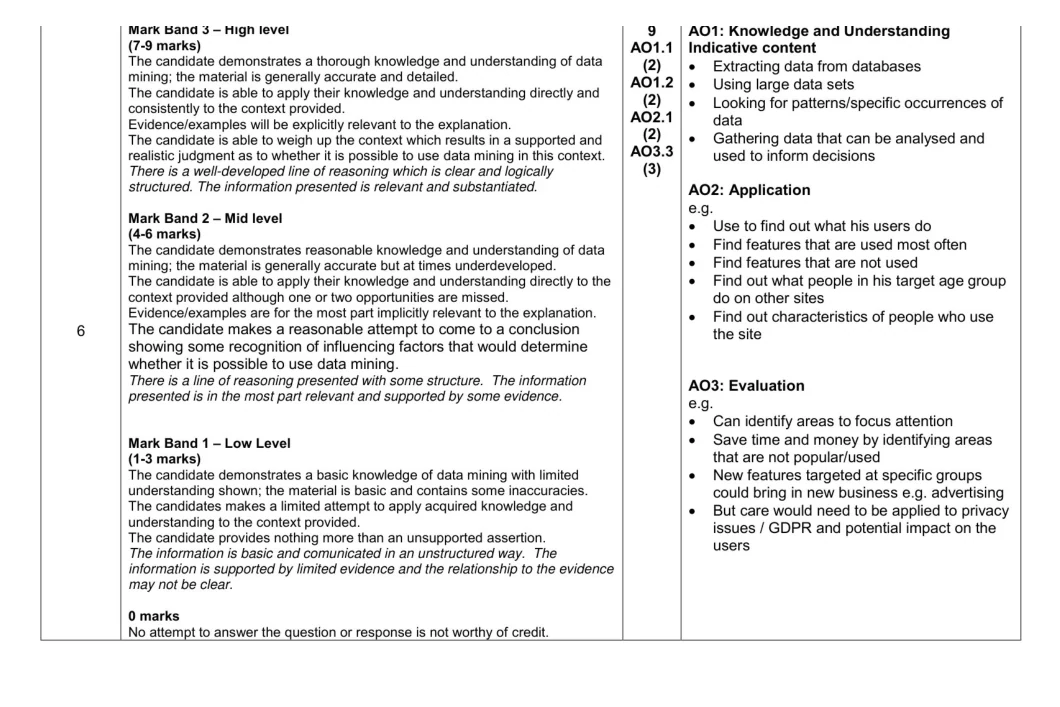 6
Mark Band 3 – High level
(7-9 marks)
The candidate demonstrates a thorough knowledge and understanding of data
mining; the material is generally accurate and detailed.
The candidate is able to apply their knowledge and understanding directly and
consistently to the context provided.
Evidence/examples will be explicitly relevant to the explanation.
The candidate is able to weigh up the context which results in a supported and
realistic judgment as to whether it is possible to use data mining in this context.
There is a well-developed line of reasoning which is clear and logically
structured. The information presented is relevant and substantiated.
Mark Band 2 – Mid level
(4-6 marks)
The candidate demonstrates reasonable knowledge and understanding of data
mining; the material is generally accurate but at times underdeveloped.
The candidate is able to apply their knowledge and understanding directly to the
context provided although one or two opportunities are missed.
Evidence/examples are for the most part implicitly relevant to the explanation.
The candidate makes a reasonable attempt to come to a conclusion
showing some recognition of influencing factors that would determine
whether it is possible to use data mining.
There is a line of reasoning presented with some structure. The information
presented is in the most part relevant and supported by some evidence.
Mark Band 1 – Low Level
(1-3 marks)
The candidate demonstrates a basic knowledge of data mining with limited
understanding shown; the material is basic and contains some inaccuracies.
The candidates makes a limited attempt to apply acquired knowledge and
understanding to the context provided.
The candidate provides nothing more than an unsupported assertion.
The information is basic and comunicated in an unstructured way. The
information is supported by limited evidence and the relationship to the evidence
may not be clear.
0 marks
No attempt to answer the question or response is not worthy of credit.
9
AO1.1
(2)
AO1.2
(2)
AO2.1
(2)
AO3.3
(3)
AO1: Knowledge and Understanding
Indicative content
• Extracting data from databases
• Using large data sets
• Looking for patterns/specific occurrences of
data
• Gathering data that can be analysed and
used to inform decisions
AO2: Application
e.g.
• Use to find out what his users do
• Find features that are used most often
• Find features that are not used
• Find out what people in his target age group
do on other sites
• Find out characteristics of people who use
the site
AO3: Evaluation
e.g.
• Can identify areas to focus attention
• Save time and money by identifying areas
that are not popular/used
• New features targeted at specific groups
could bring in new business e.g. advertising
• But care would need to be applied to privacy
issues / GDPR and potential impact on the
users